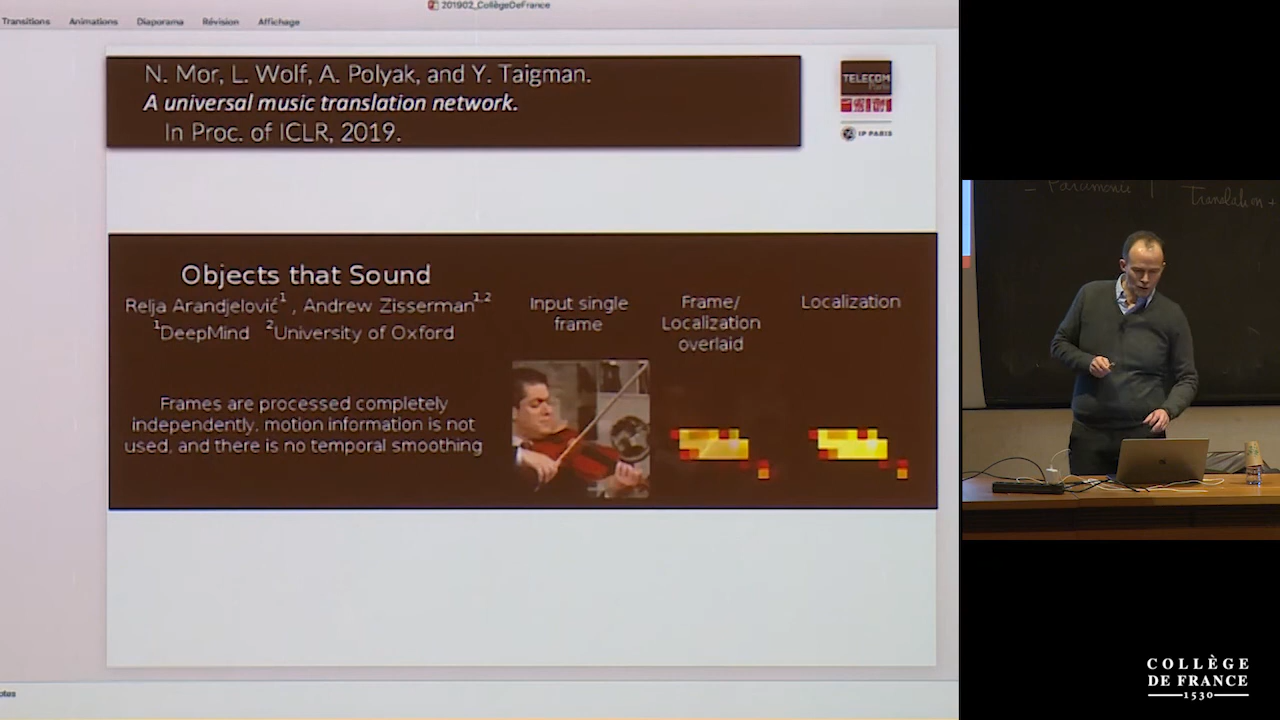 201902_CollègeDeFrance
Transitions Animations Diaporama Révision Affichage
N. Mor, L. Wolf, A. Polyak, and Y. Taigman.
A universal music translation network.
In Proc. of ICLR, 2019.
TELECOM
Paris
IP PARIS
Objects that Sound
Relja Arandjelović1 , Andrew Zisserman1,2
1DeepMind 2University of Oxford
Frames are processed completely
independently, motion information is not
used, and there is no temporal smoothing
Input single
frame
Frame/
Localization
overlaid
Localization
Translation +
COLLÈGE
DE FRANCE
1530